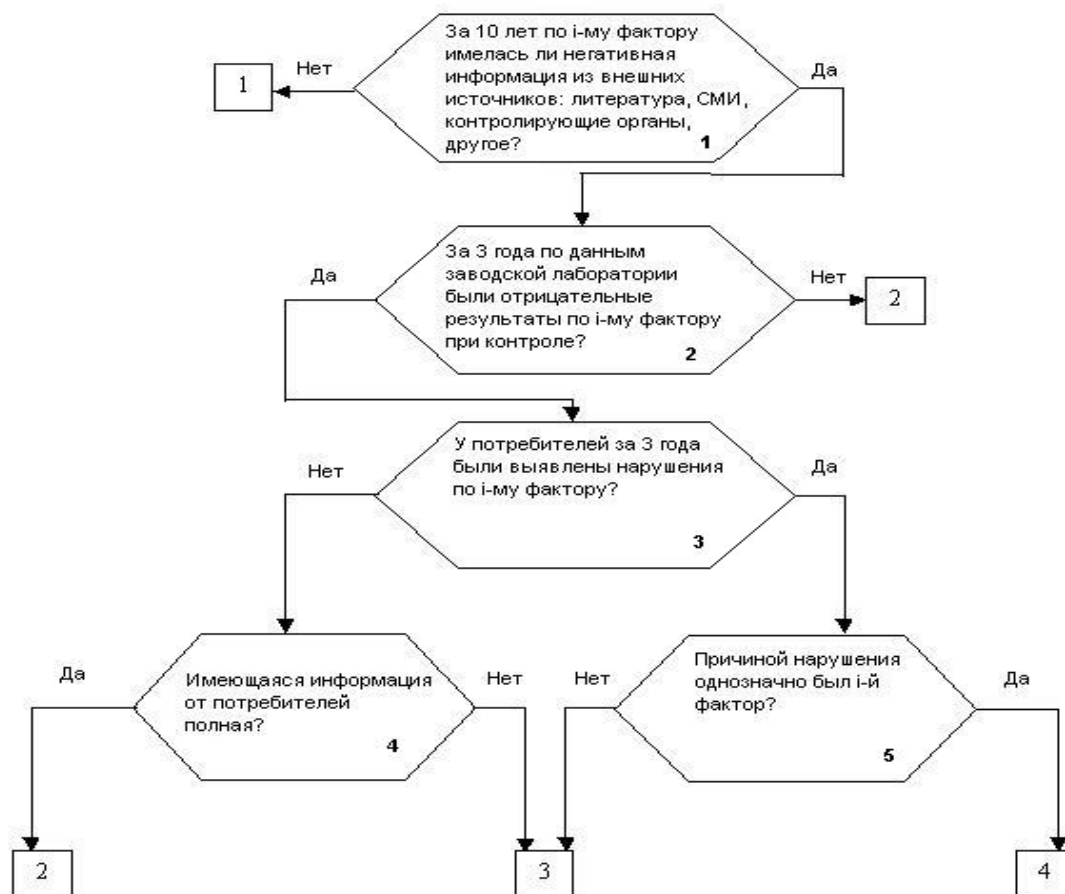 За 10 лет по i-му фактору
имелась ли негативная
информация из внешних
источников: литература, СМИ,
контролирующие органы,
другое?
1
Нет
Да
1
За 3 года по данным
заводской лаборатории
были отрицательные
результаты по i-му фактору
при контроле?
2
Да
Нет
2
У потребителей за 3 года
были выявлены нарушения
по i-му фактору?
3
Нет
Да
Имеющаяся информация
от потребителей
полная?
4
Да
Нет
Причиной нарушения
однозначно был i-й
фактор?
5
Нет
Да
2
3
4